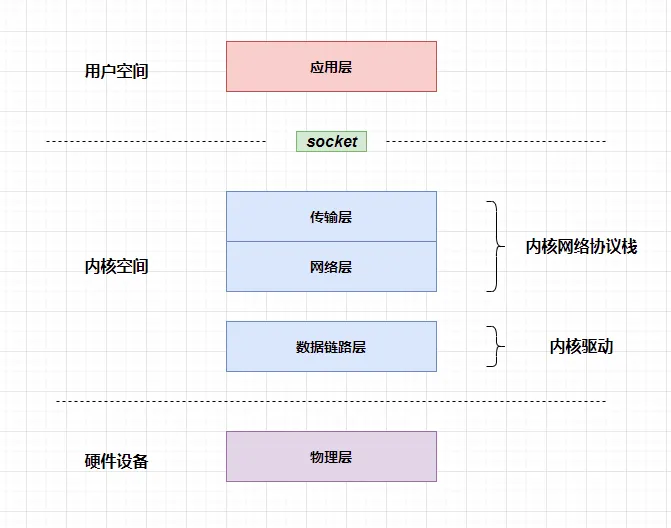 用户空间
应用层
socket
传输层
内核空间
网络层
内核网络协议栈
数据链路层
内核驱动
硬件设备
物理层